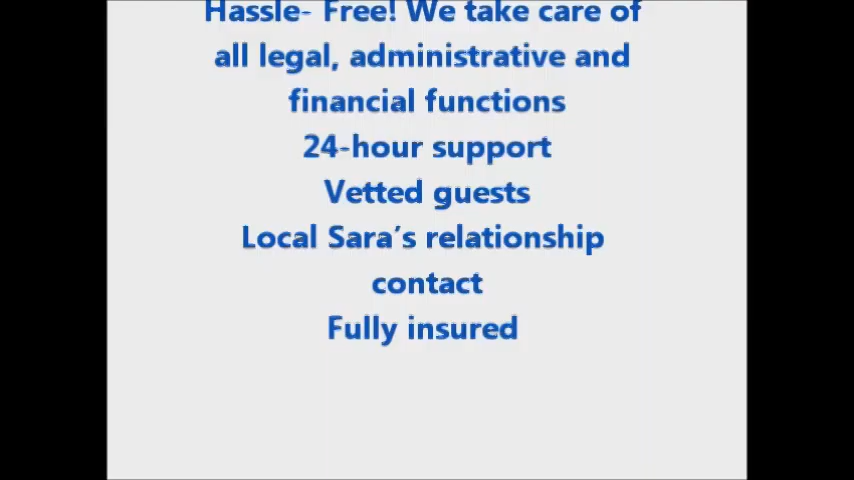 Hassle- Free! We take care of
all legal, administrative and
financial functions
24-hour support
Vetted guests
Local Sara's relationship
contact
Fully insured